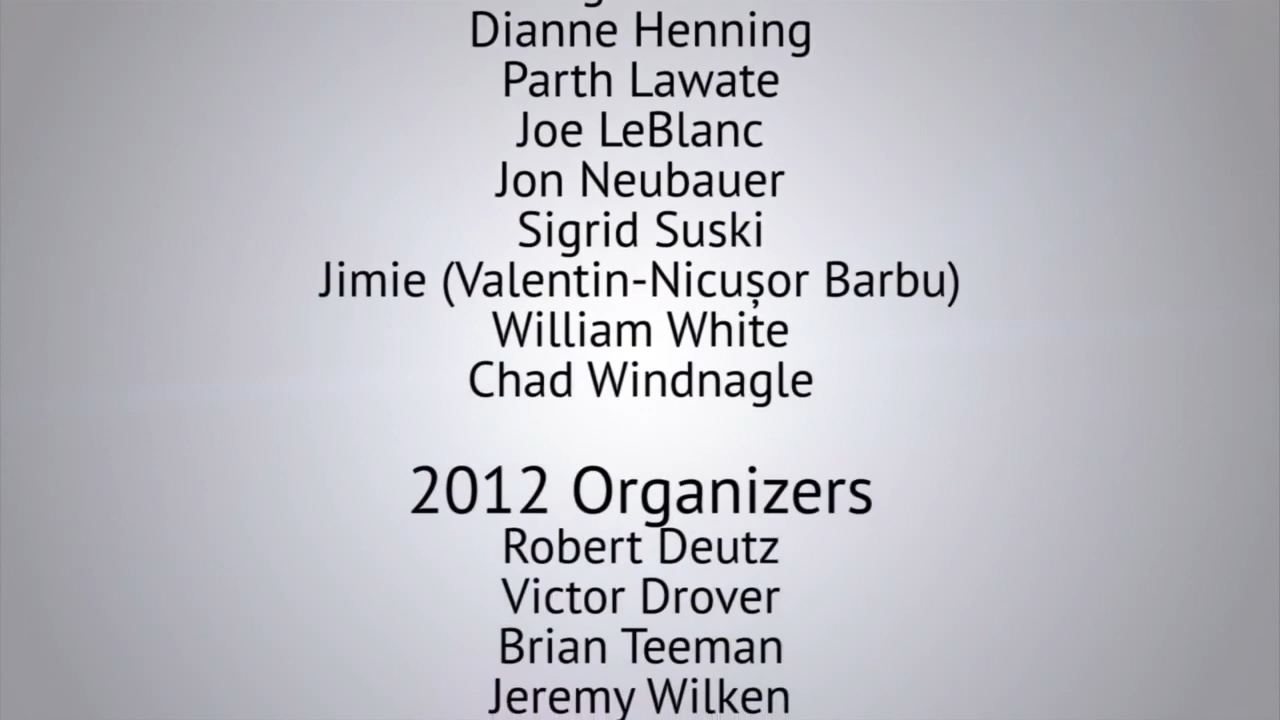 Dianne Henning
Parth Lawate
Joe LeBlanc
Jon Neubauer
Sigrid Suski
Jimie (Valentin-Nicușor Barbu)
William White
Chad Windnagle
2012 Organizers
Robert Deutz
Victor Drover
Brian Teeman
Jeremy Wilken